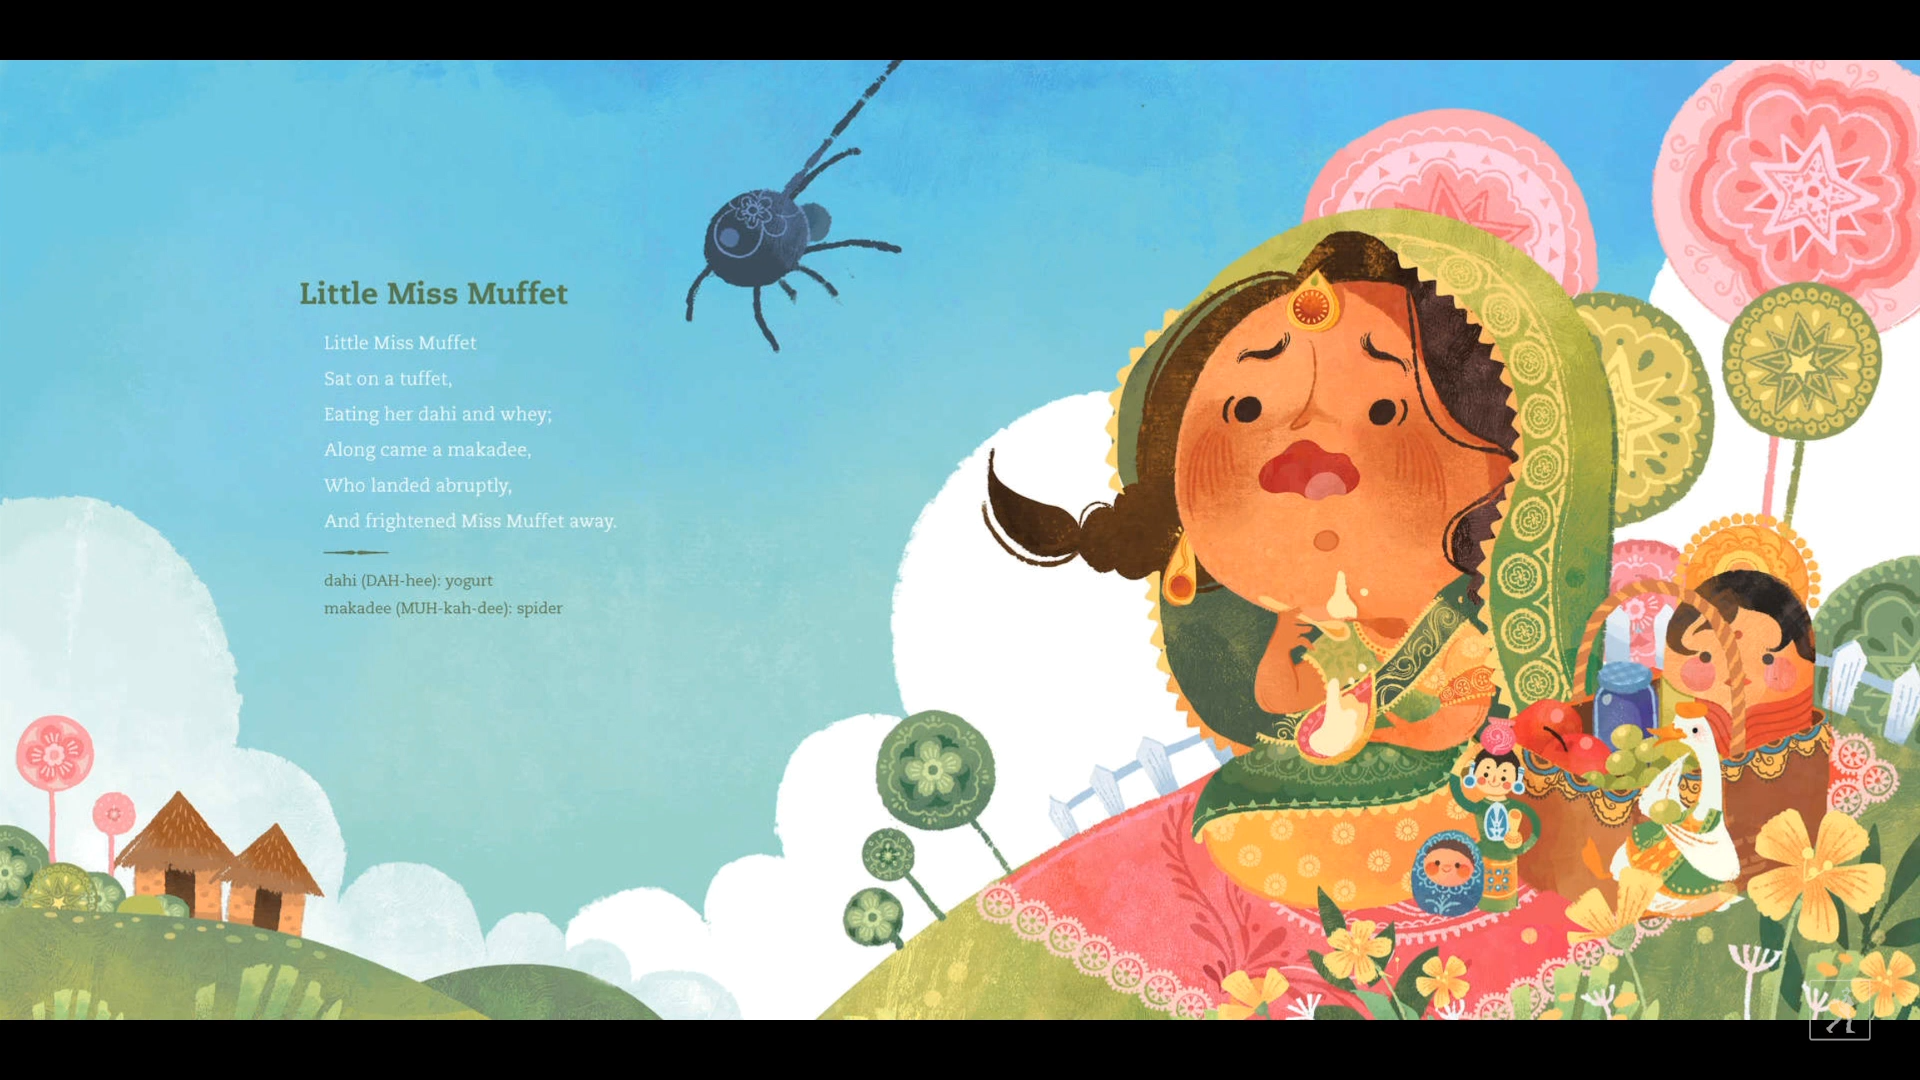 Little Miss Muffet
Little Miss Muffet
Sat on a tuffet,
Eating her dahi and whey;
Along came a makadee,
Who landed abruptly,
And frightened Miss Muffet away.
dahi (DAH-hee): yogurt
makadee (MUH-kah-dee): spider